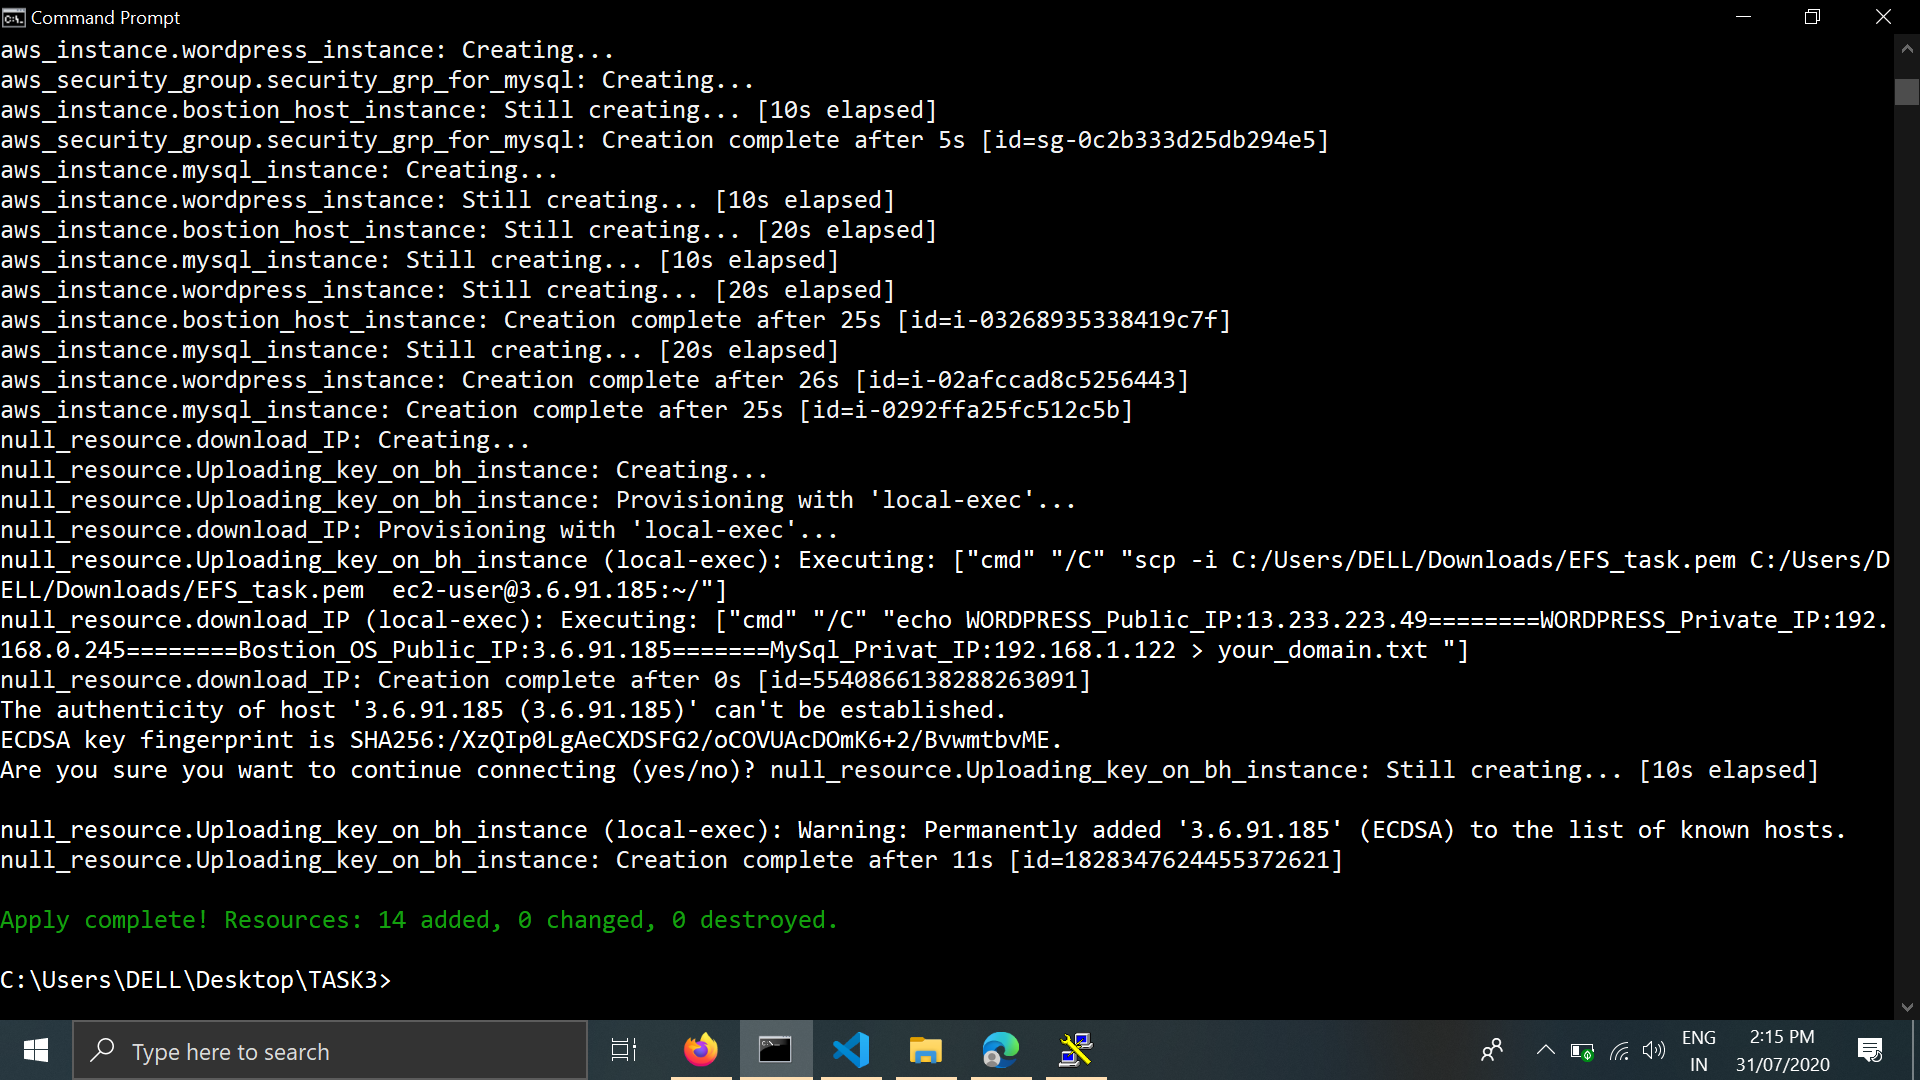 Command Prompt
aws_instance.wordpress_instance: Creating...
aws_security_group.security_grp_for_mysql: Creating...
aws_instance.bostion_host_instance: Still creating... [10s elapsed]
aws_security_group.security_grp_for_mysql: Creation complete after 5s [id=sg-0c2b333d25db294e5]
aws_instance.mysql_instance: Creating...
aws_instance.wordpress_instance: Still creating... [10s elapsed]
aws_instance.bostion_host_instance: Still creating... [20s elapsed]
aws_instance.mysql_instance: Still creating... [10s elapsed]
aws_instance.wordpress_instance: Still creating... [20s elapsed]
aws_instance.bostion_host_instance: Creation complete after 25s [id=i-03268935338419c7f]
aws_instance.mysql_instance: Still creating... [20s elapsed]
aws_instance.wordpress_instance: Creation complete after 26s [id=i-02afccad8c5256443]
aws_instance.mysql_instance: Creation complete after 25s [id=i-0292ffa25fc512c5b]
null_resource.download_IP: Creating...
null_resource.Uploading_key_on_bh_instance: Creating...
null_resource.Uploading_key_on_bh_instance: Provisioning with 'local-exec'...
null_resource.download_IP: Provisioning with 'local-exec'...
null_resource.Uploading_key_on_bh_instance (local-exec): Executing: ["cmd" "/C" "scp -i C:/Users/DELL/Downloads/EFS_task.pem C:/Users/D
ELL/Downloads/EFS_task.pem  ec2-user@3.6.91.185:~/"]
null_resource.download_IP (local-exec): Executing: ["cmd" "/C" "echo WORDPRESS_Public_IP:13.233.223.49========WORDPRESS_Private_IP:192.
168.0.245========Bostion_OS_Public_IP:3.6.91.185=======MySql_Privat_IP:192.168.1.122 > your_domain.txt "]
null_resource.download_IP: Creation complete after 0s [id=5540866138288263091]
The authenticity of host '3.6.91.185 (3.6.91.185)' can't be established.
ECDSA key fingerprint is SHA256:/XzQIp0LgAeCXDSFG2/oCOVUAcDOmK6+2/BvwmtbvME.
Are you sure you want to continue connecting (yes/no)? null_resource.Uploading_key_on_bh_instance: Still creating... [10s elapsed]
null_resource.Uploading_key_on_bh_instance (local-exec): Warning: Permanently added '3.6.91.185' (ECDSA) to the list of known hosts.
null_resource.Uploading_key_on_bh_instance: Creation complete after 11s [id=1828347624455372621]
Apply complete! Resources: 14 added, 0 changed, 0 destroyed.
C:\Users\DELL\Desktop\TASK3>
Type here to search
ENG
IN
2:15 PM
31/07/2020